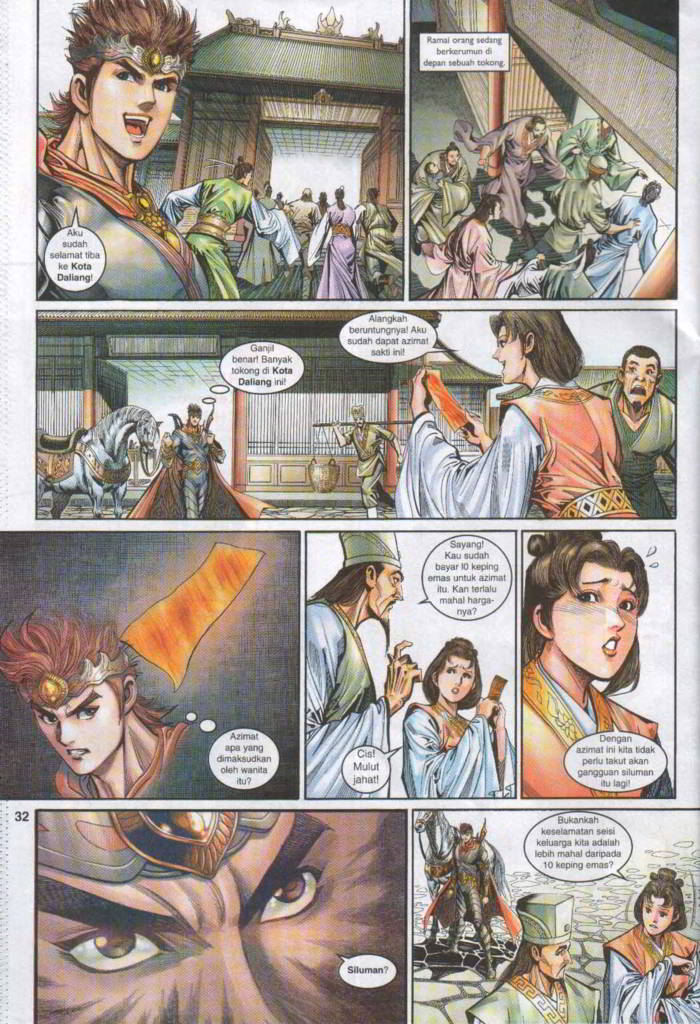 Aku
sudah
selamat tiba
ke Kota
Daliang!
Ramai orang sedang
berkerumun di
depan sebuah tokong.
Ganjil
benar! Banyak
tokong di Kota
Daliang ini!
Alangkah
beruntungnya! Aku
sudah dapat azimat
sakti ini!
Azimat
apa yang
dimaksudkan
oleh wanita
itu?
Sayang!
Kau sudah
bayar l0 keping
emas untuk azimat
itu. Kan terlalu
mahal harga-
nya?
Cis!
Mulut
jahat!
Dengan
azimat ini kita tidak
perlu takut akan
gangguan siluman
itu lagi!
32
Siluman?
Bukankah
keselamatan seisi
keluarga kita adalah
lebih mahal daripada
10 keping emas?